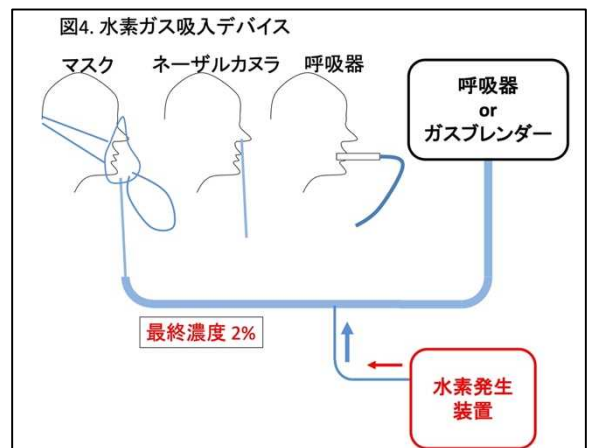 図4. 水素ガス吸入デバイス
マスク ネーザルカメラ 呼吸器
呼吸器
or
ガスブレンダー
最終濃度 2%
水素発生
装置